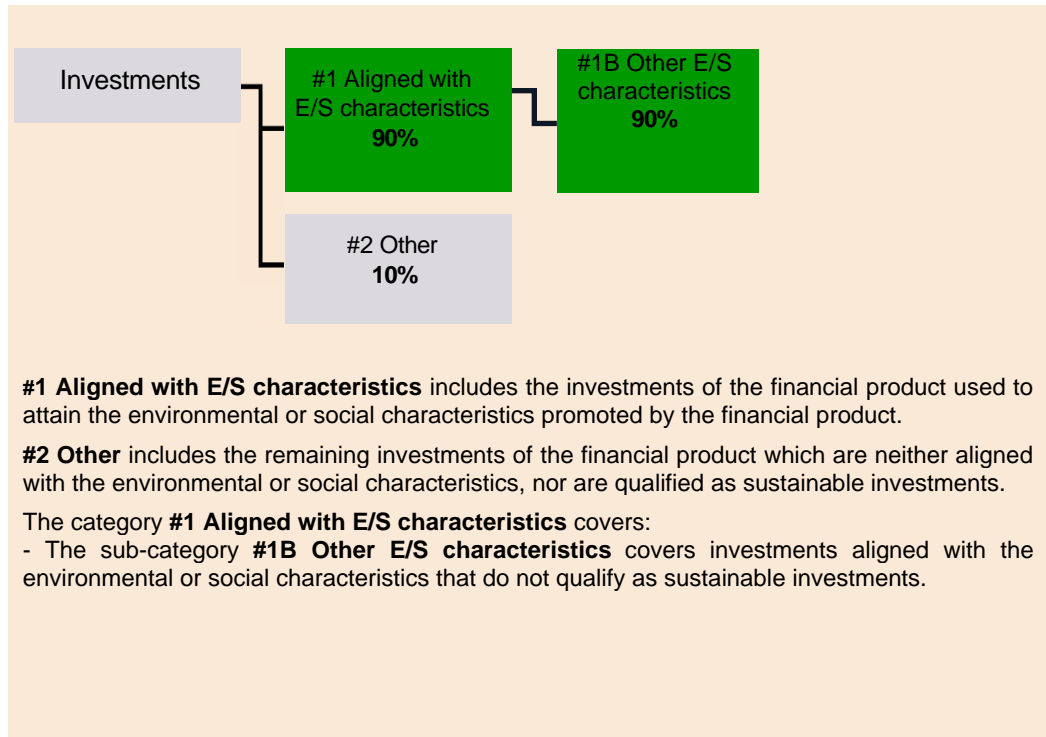 Investments
#1 Aligned with
E/S characteristics
90%
#1B Other E/S
characteristics
90%
#2 Other
10%
#1 Aligned with E/S characteristics includes the investments of the financial product used to
attain the environmental or social characteristics promoted by the financial product.
#2 Other includes the remaining investments of the financial product which are neither aligned
with the environmental or social characteristics, nor are qualified as sustainable investments.
The category #1 Aligned with E/S characteristics covers:
- The sub-category #1B Other E/S characteristics covers investments aligned with the
environmental or social characteristics that do not qualify as sustainable investments.